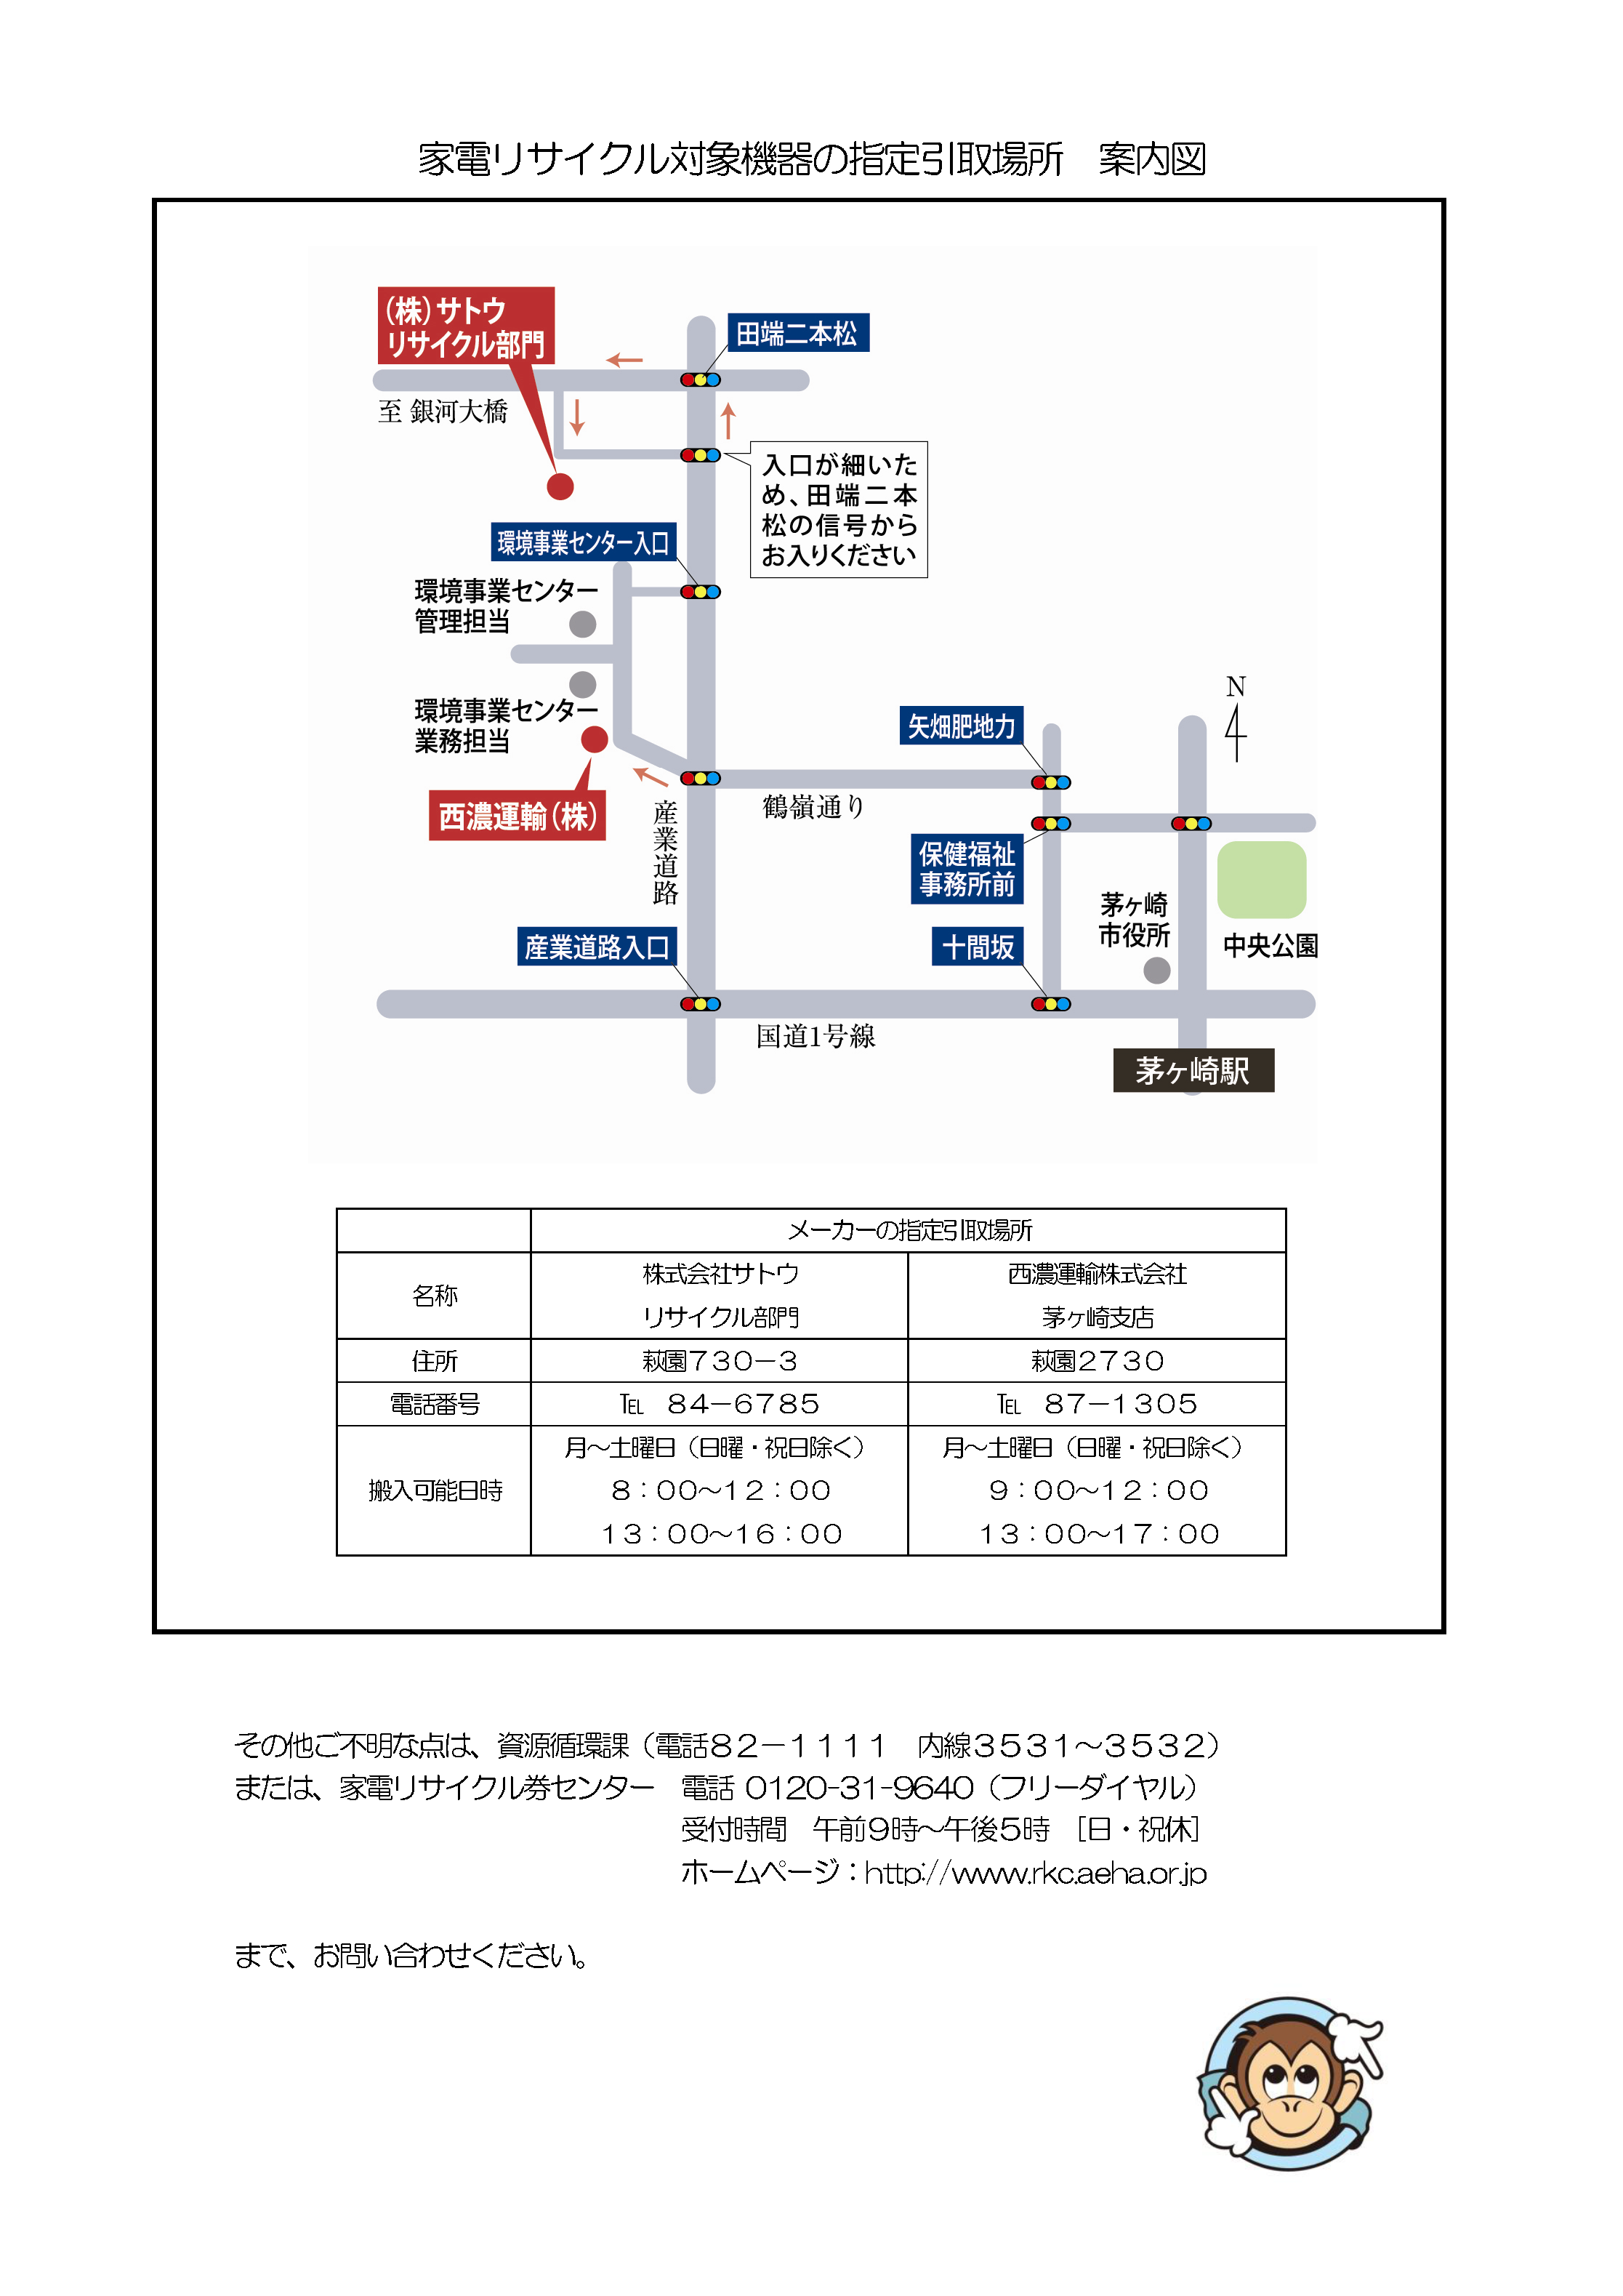 家電リサイクル対象機器の指定引取場所　案内図
(株)サトウ
リサイクル部門
田端二本松
至 銀河大橋
入口が細いた
め、田端二本
松の信号から
お入りください
環境事業センター入口
環境事業センター
管理担当
環境事業センター
業務担当
西濃運輸(株)
N
矢畑肥地力
鶴嶺通り
産業道路
保健福祉
事務所前
茅ヶ崎
市役所
中央公園
産業道路入口
十間坂
国道1号線
茅ヶ崎駅
メーカーの指定引取場所
名称
株式会社サトウ
リサイクル部門
西濃運輸株式会社
茅ヶ崎支店
住所
萩園７３０－３
萩園２７３０
電話番号
℡　８４－６７８５
℡　８７－１３０５
搬入可能日時
月～土曜日（日曜・祝日除く）
８：００～１２：００
１３：００～１６：００
月～土曜日（日曜・祝日除く）
９：００～１２：００
１３：００～１７：００
その他ご不明な点は、資源循環課（電話８２－１１１１　内線３５３１～３５３２）
または、家電リサイクル券センター　電話 0120-31-9640（フリーダイヤル）
受付時間　午前９時～午後５時　［日・祝休］
ホームページ：http://www.rkc.aeha.or.jp
まで、お問い合わせください。